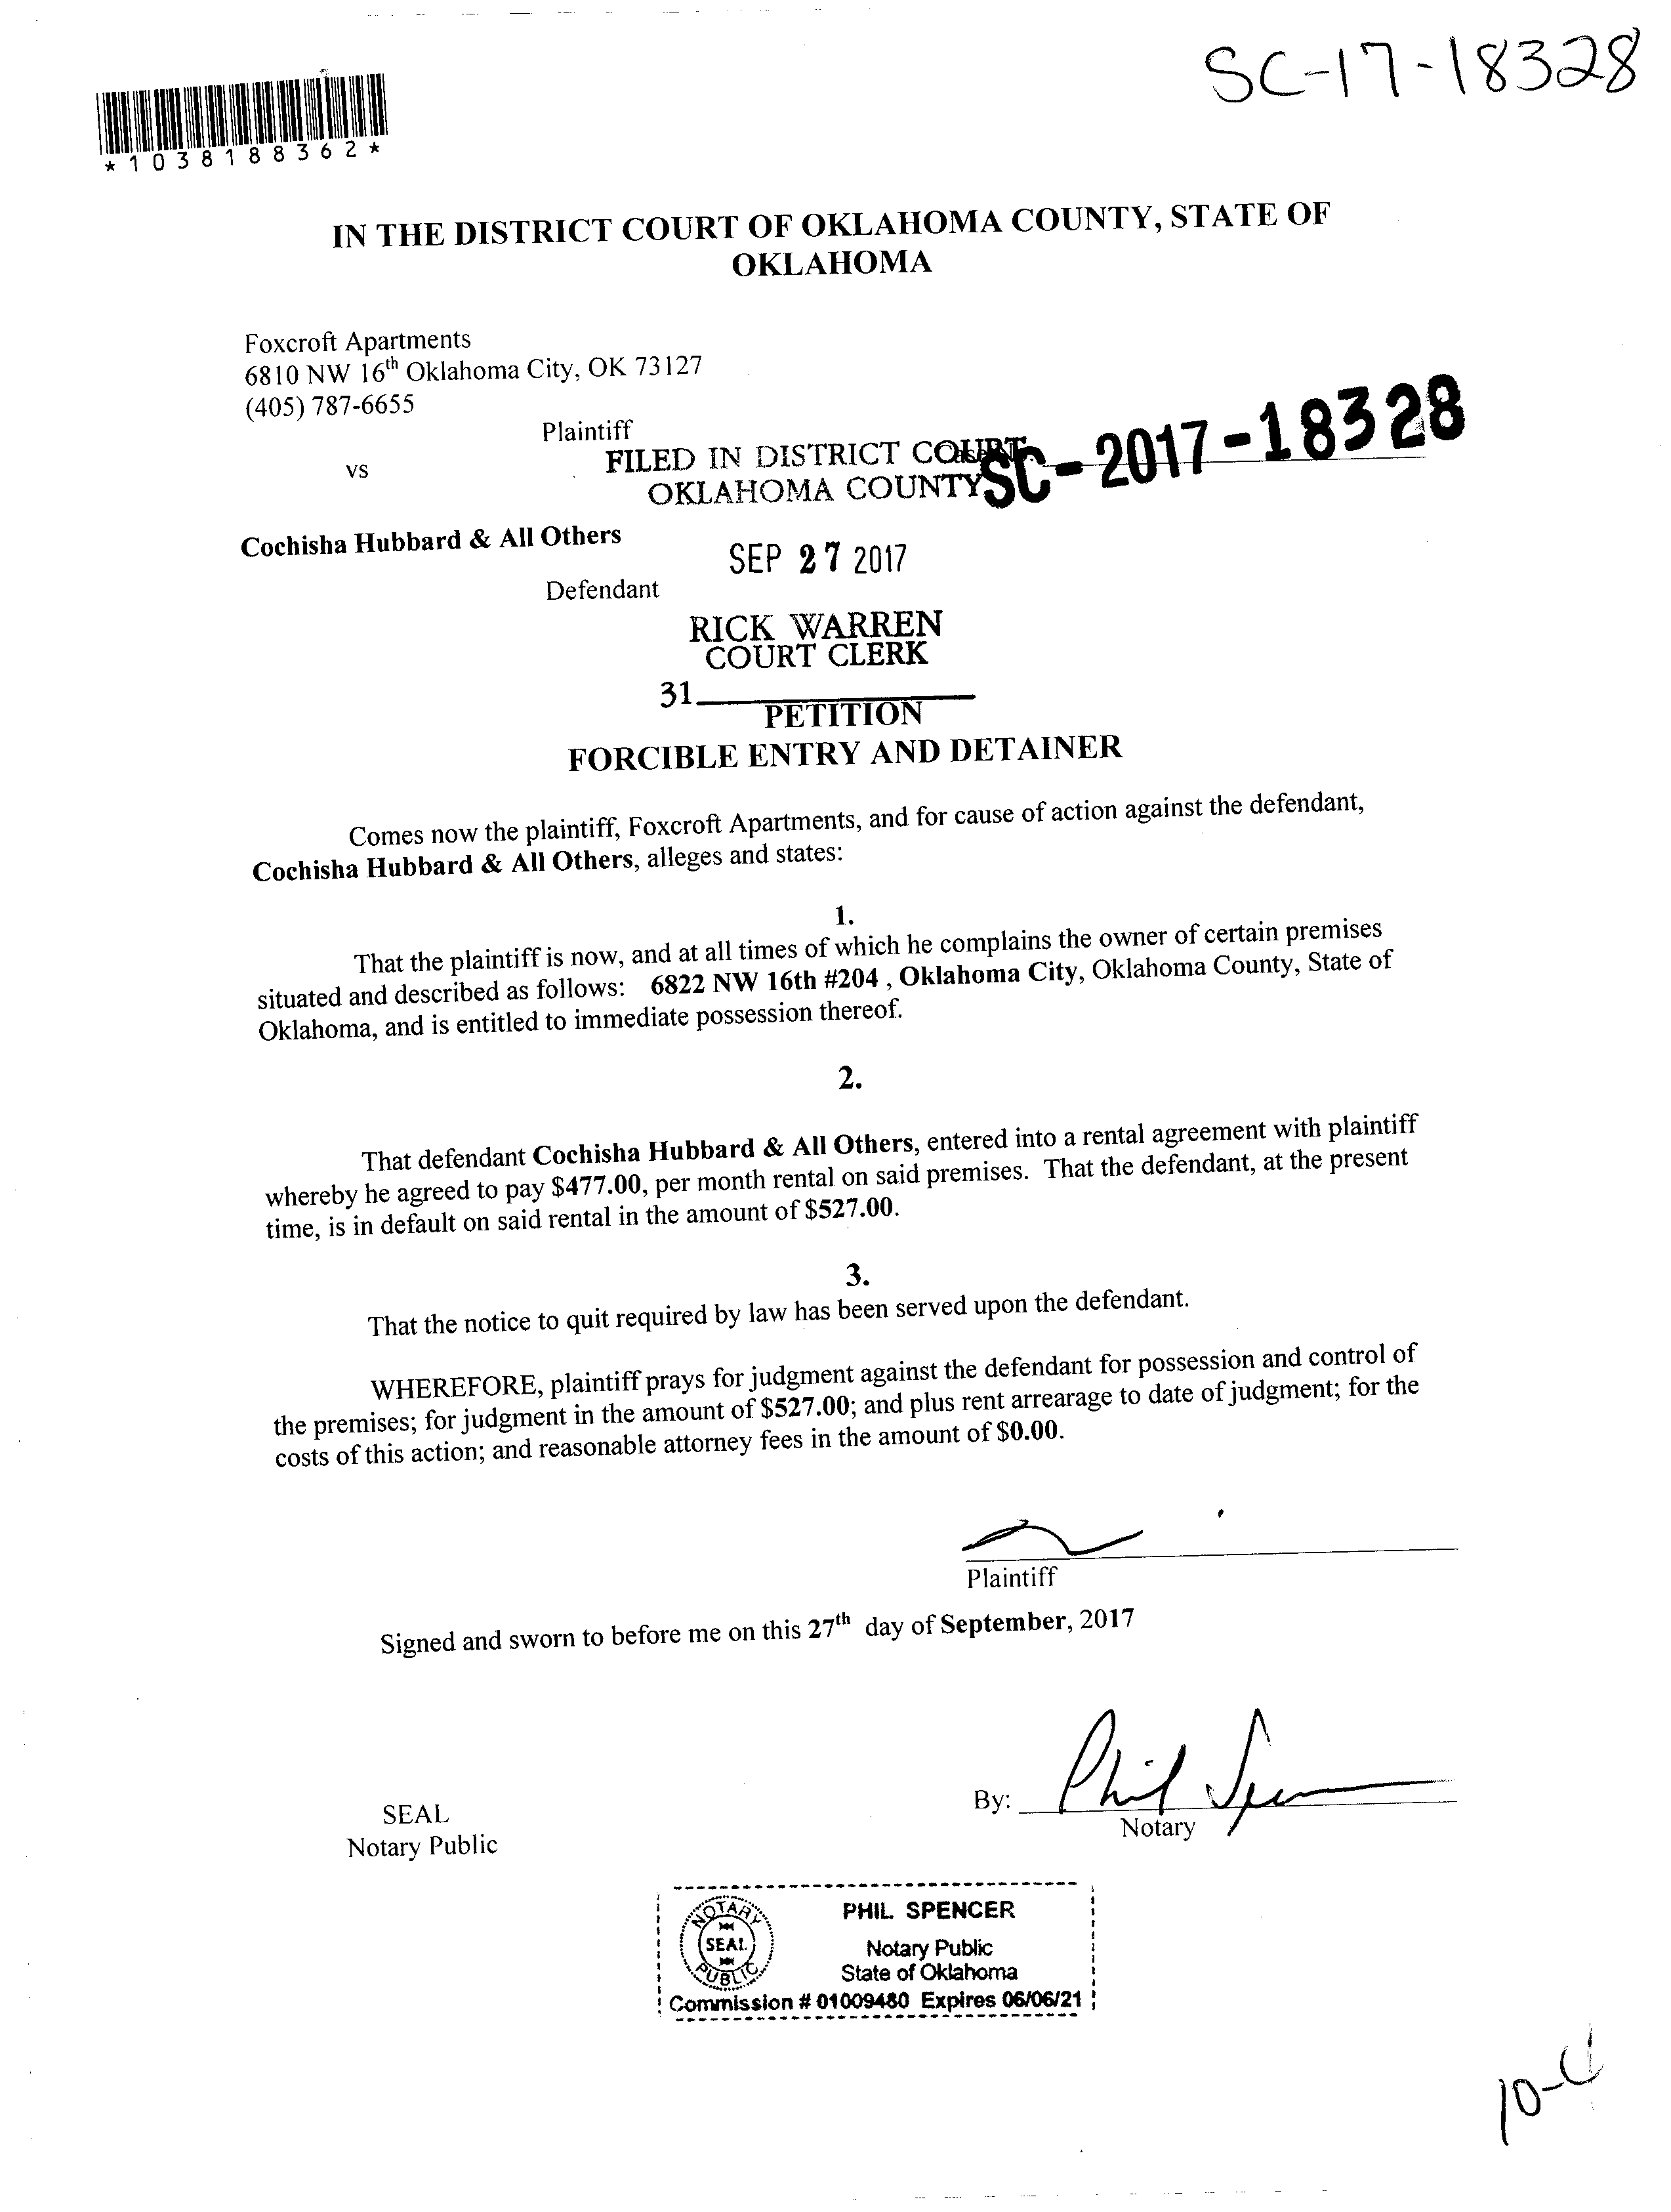 SC-17-18328
*1038188362*
IN THE DISTRICT COURT OF OKLAHOMA COUNTY, STATE OF
OKLAHOMA
Foxcroft Apartments
6810 NW 16th Oklahoma City, OK 73127
(405) 787-6655
Plaintiff
vs
FILED IN DISTRICT COURT
OKLAHOMA COUNTY
SC-2017-18328
Cochisha Hubbard & All Others
SEP 27 2017
Defendant
RICK WARREN
COURT CLERK
31
PETITION
FORCIBLE ENTRY AND DETAINER
Comes now the plaintiff, Foxcroft Apartments, and for cause of action against the defendant,
Cochisha Hubbard & All Others, alleges and states:
1.
That the plaintiff is now, and at all times of which he complains the owner of certain premises
situated and described as follows: 6822 NW 16th #204 , Oklahoma City, Oklahoma County, State of
Oklahoma, and is entitled to immediate possession thereof.
2.
That defendant Cochisha Hubbard & All Others, entered into a rental agreement with plaintiff
whereby he agreed to pay $477.00, per month rental on said premises. That the defendant, at the present
time, is in default on said rental in the amount of $527.00.
3.
That the notice to quit required by law has been served upon the defendant.
WHEREFORE, plaintiff prays for judgment against the defendant for possession and control of
the premises; for judgment in the amount of $527.00; and plus rent arrearage to date of judgment; for the
costs of this action; and reasonable attorney fees in the amount of $0.00.
Plaintiff
Signed and sworn to before me on this 27th day of September, 2017
By: Phil Spencer
Notary
SEAL
Notary Public
NOTARY
SEAL
PUBLIC
PHIL SPENCER
Notary Public
State of Oklahoma
Commission # 01009480 Expires 06/06/21